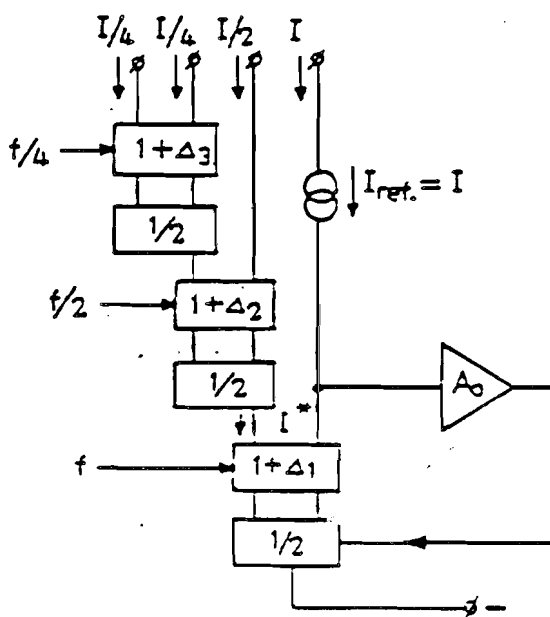 I/4 I/4 I/2 I
f/4 1+Δ3 Iref. = I
1/2
f/2 1+Δ2
1/2 A0
I*
f 1+Δ1
1/2
-